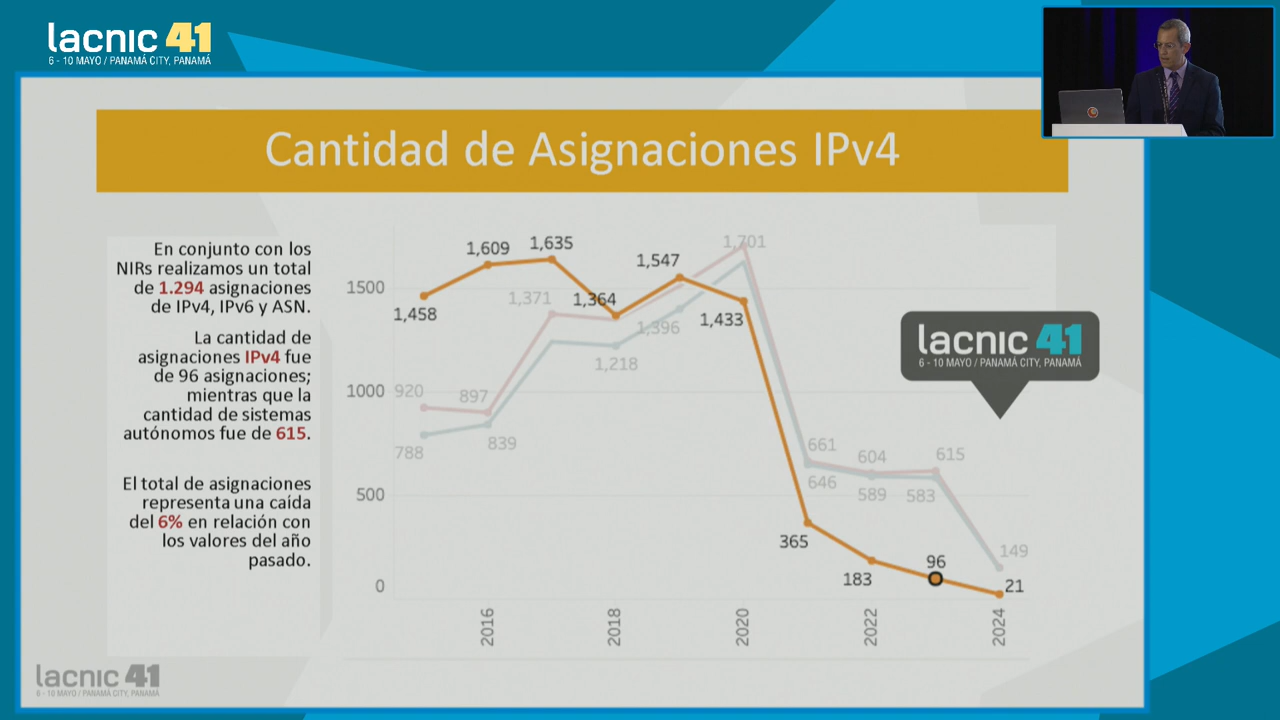 lacnic 41
6 - 10 MAYO / PANAMÁ CITY, PANAMÁ
Cantidad de Asignaciones IPv4
En conjunto con los
NIRs realizamos un total
de 1.294 asignaciones
de IPv4, IPv6 y ASN.
La cantidad de
asignaciones IPv4 fue
de 96 asignaciones;
mientras que la
cantidad de sistemas
autónomos fue de 615.
El total de asignaciones
representa una caída
del 6% en relación con
los valores del año
pasado.
1500
1000
500
0
1,458
1,609
1,635
1,364
1,547
1,433
365
183
96
21
920
897
1,371
1,701
661
604
615
149
788
839
1,218
1,396
646
589
583
2016
2018
2020
2022
2024
lacnic 41
6 - 10 MAYO / PANAMÁ CITY, PANAMÁ
lacnic 41
6 - 10 MAYO / PANAMÁ CITY, PANAMÁ